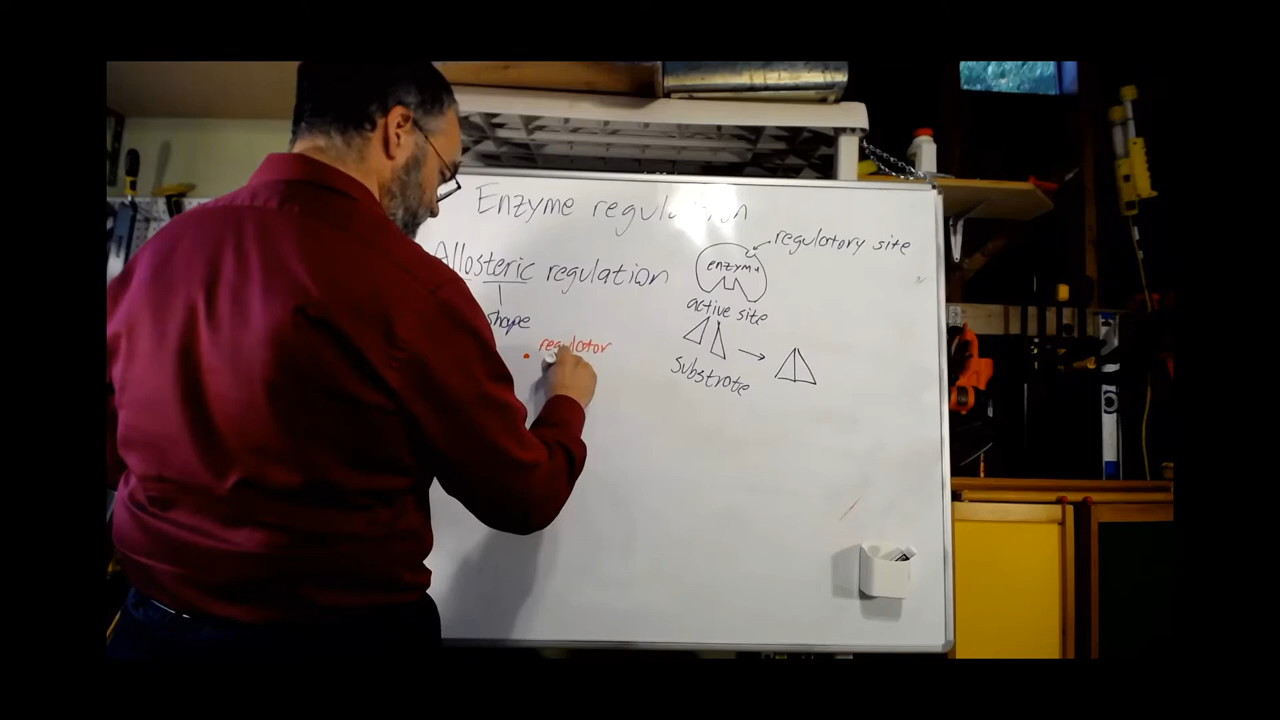 Enzyme regulation
regulatory site
enzyme
Allosteric regulation
active site
shape
regulator
substrate